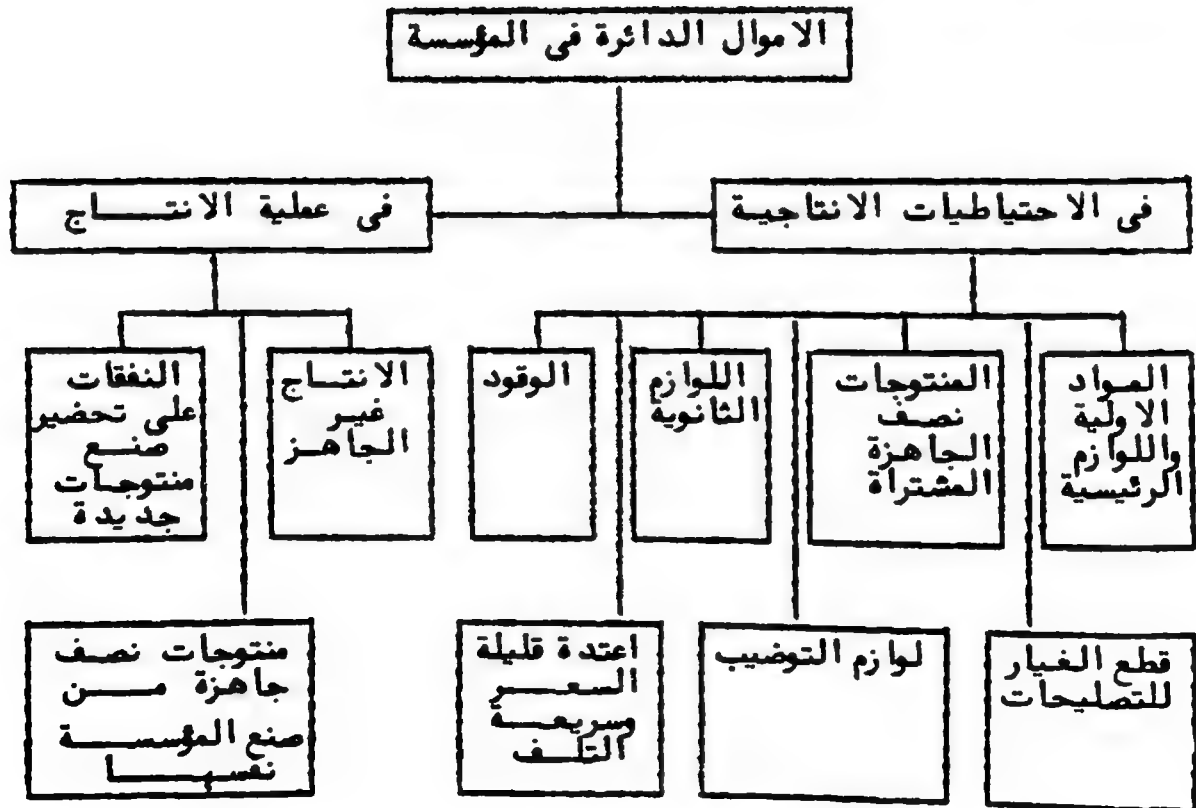 الاموال الدائرة فى المؤسسة
فى الاحتياطيات الانتاجية
فى عملية الانتاج
المواد
الاولية
واللوازم
الرئيسية
المنتوجات
نصف
الجاهزة
المشتراة
اللوازم
الثانوية
الوقود
الانتاج
غير
الجاهز
النفقات
على تحضير
صنع
منتوجات
جديدة
قطع الغيار
للتصليحات
لوازم التوضيب
اعتدة قليلة
السعر
وسريعة
التلف
منتوجات نصف
جاهزة من
صنع المؤسسة
نفسها